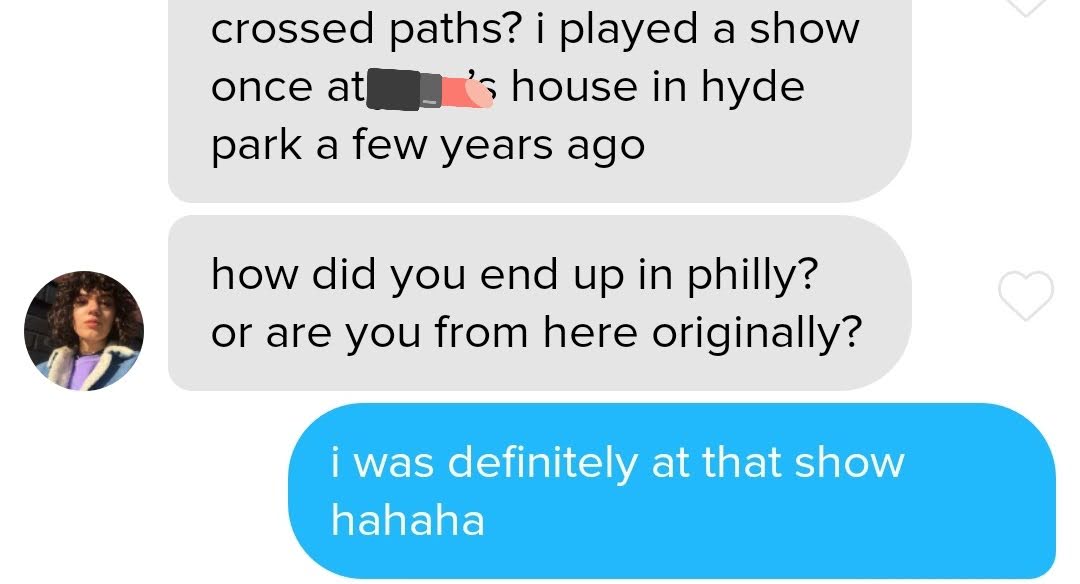 crossed paths? i played a show
once at 's house in hyde
park a few years ago
how did you end up in philly?
or are you from here originally?
i was definitely at that show
hahaha